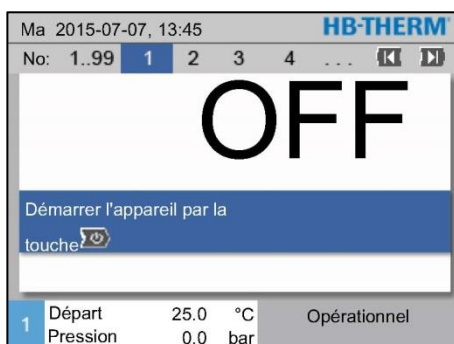 Ma 2015-07-07, 13:45 HB-THERM
No: 1..99 1 2 3 4 ...
OFF
Démarrer l'appareil par la
touche
1 Départ 25.0 °C Opérationnel
Pression 0.0 bar